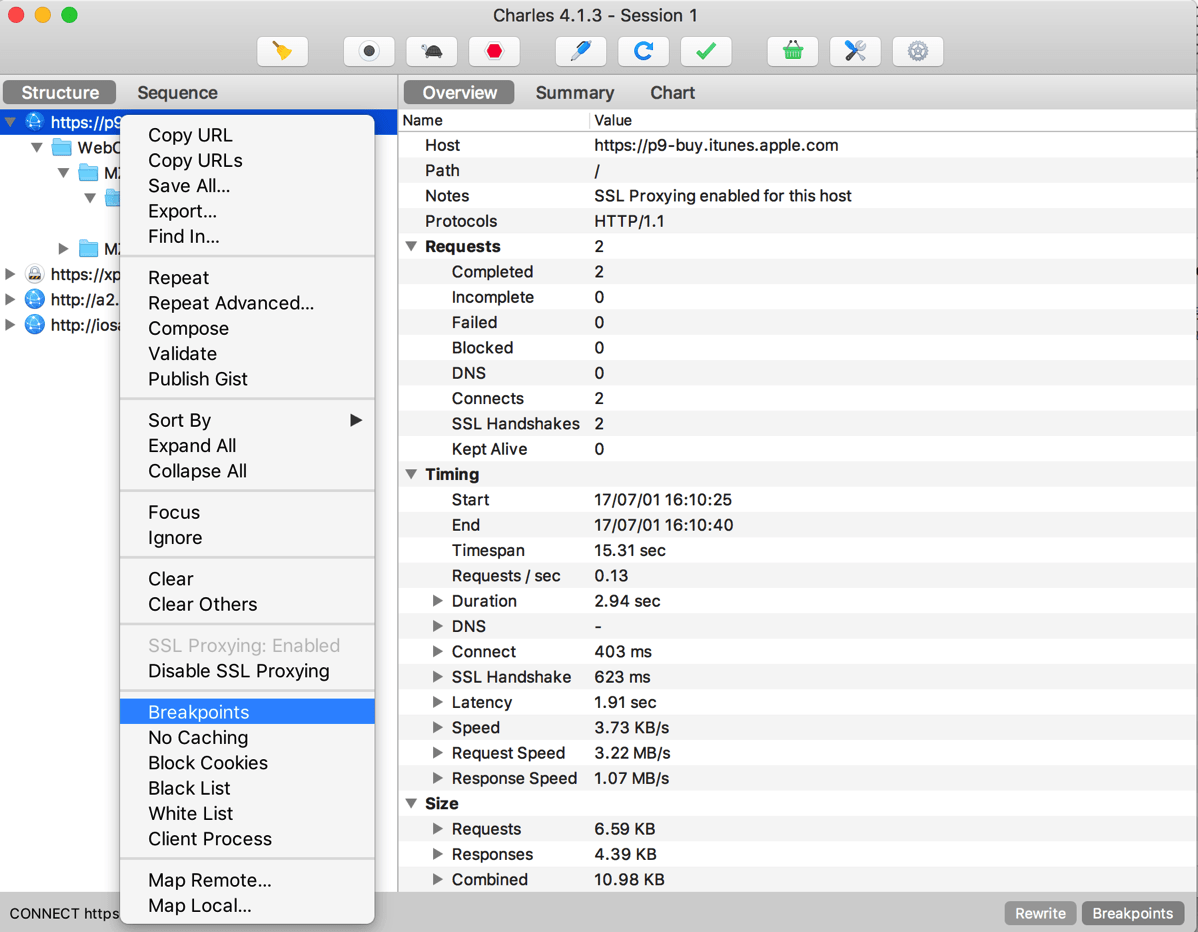 Charles 4.1.3 - Session 1
Structure
Sequence
Overview
Summary
Chart
https://p9
WebC
MZ
MZ
https://xp
http://a2.
http://iosa
Copy URL
Copy URLs
Save All...
Export...
Find In...
Repeat
Repeat Advanced...
Compose
Validate
Publish Gist
Sort By
Expand All
Collapse All
Focus
Ignore
Clear
Clear Others
SSL Proxying: Enabled
Disable SSL Proxying
Breakpoints
No Caching
Block Cookies
Black List
White List
Client Process
Map Remote...
Map Local...
Name Value
Host https://p9-buy.itunes.apple.com
Path /
Notes SSL Proxying enabled for this host
Protocols HTTP/1.1
Requests 2
Completed 2
Incomplete 0
Failed 0
Blocked 0
DNS 0
Connects 2
SSL Handshakes 2
Kept Alive 0
Timing
Start 17/07/01 16:10:25
End 17/07/01 16:10:40
Timespan 15.31 sec
Requests / sec 0.13
Duration 2.94 sec
DNS -
Connect 403 ms
SSL Handshake 623 ms
Latency 1.91 sec
Speed 3.73 KB/s
Request Speed 3.22 MB/s
Response Speed 1.07 MB/s
Size
Requests 6.59 KB
Responses 4.39 KB
Combined 10.98 KB
CONNECT https
Rewrite
Breakpoints